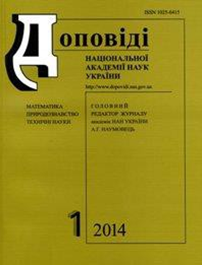 ISSN 1025-6415
Доповіді
НАЦІОНАЛЬНОЇ
АКАДЕМІЇ НАУК
УКРАЇНИ
http://www.dopovidi.nas.gov.ua
МАТЕМАТИКА
ПРИРОДОЗНАВСТВО
ТЕХНІЧНІ НАУКИ
ГОЛОВНИЙ
РЕДАКТОР ЖУРНАЛУ
академік НАН УКРАЇНИ
А.Г. НАУМОВЕЦЬ
1 2014